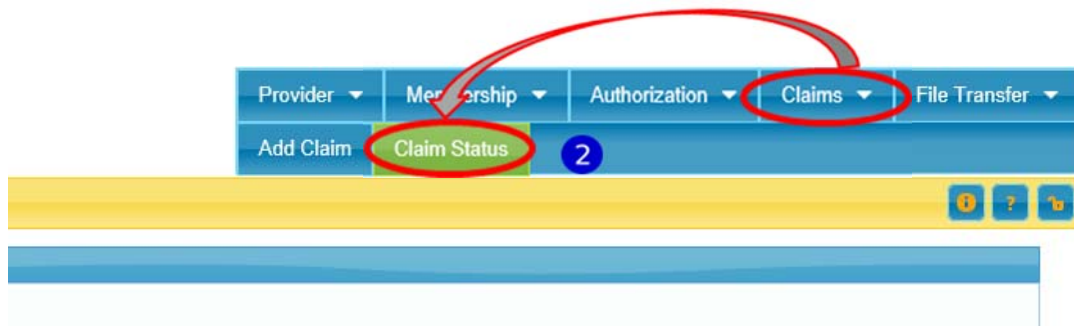 Provider Membership Authorization Claims File Transfer
Add Claim Claim Status 2
i ?